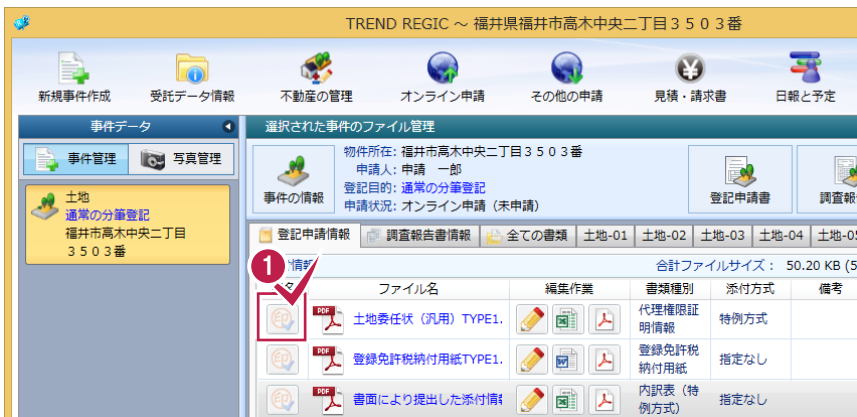 TREND REGIC ～ 福井県福井市高木中央二丁目３５０３番
新規事件作成 受託データ情報 不動産の管理 オンライン申請 その他の申請 見積・請求書 日報と予定
事件データ 選択された事件のファイル管理
事件管理 写真管理
土地
通常の分筆登記
福井市高木中央二丁目
３５０３番
事件の情報
物件所在: 福井市高木中央二丁目３５０３番
申請人: 申請 一郎
登記目的: 通常の分筆登記
申請状況: オンライン申請（未申請）
登記申請書 調査報
登記申請情報 調査報告書情報 全ての書類 土地-01 土地-02 土地-03 土地-04 土地-05
1
情報 合計ファイルサイズ： 50.20 KB (5
ファイル名 編集作業 書類種別 添付方式 備考
PDF 土地委任状（汎用）TYPE1. 代理権限証
明情報 特例方式
PDF 登録免許税納付用紙TYPE1. 登録免許税
納付用紙 指定なし
PDF 書面により提出した添付情 内訳表（特
例方式） 指定なし